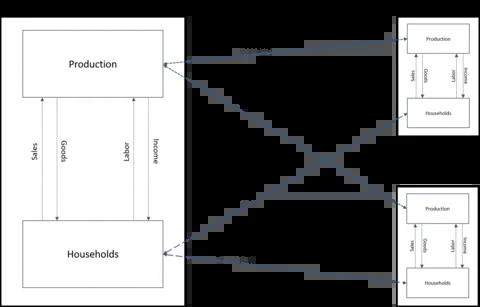 Production
Sales
Goods
Labor
Income
Households
Production
Sales
Goods
Labor
Income
Households
Production
Sales
Goods
Labor
Income
Households